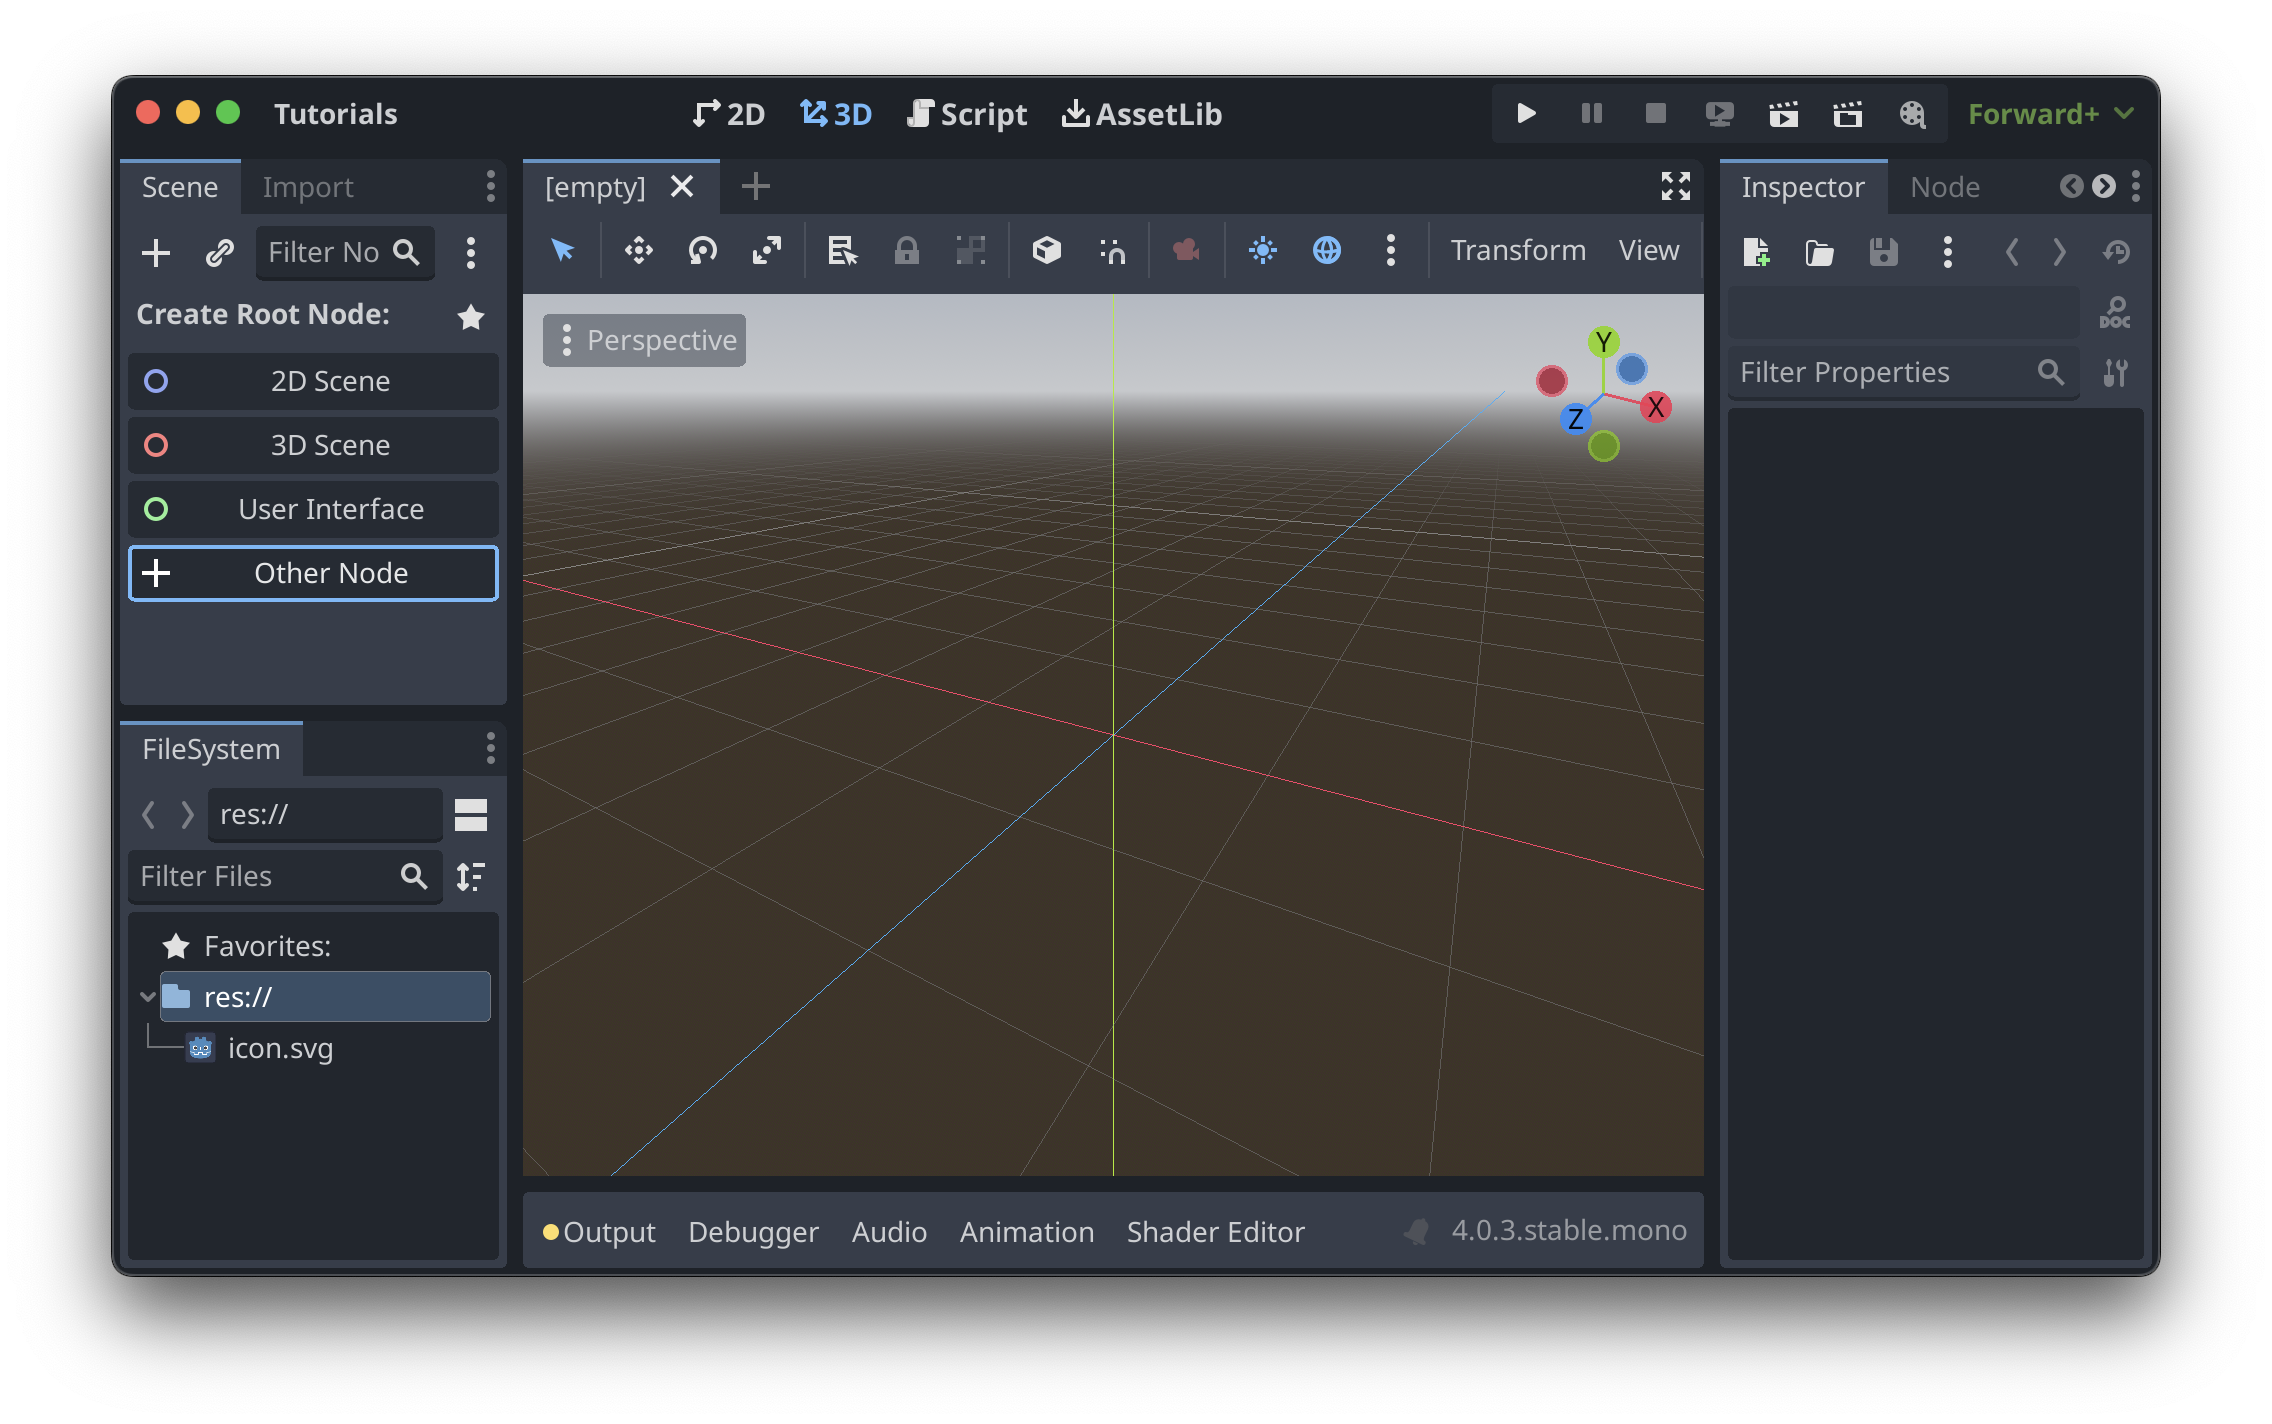 Tutorials
2D 3D Script AssetLib
Forward+
Scene Import
Filter No
Create Root Node:
2D Scene
3D Scene
User Interface
Other Node
FileSystem
res://
Filter Files
Favorites:
res://
icon.svg
[empty]
Transform View
Perspective
Y
X
Z
Output Debugger Audio Animation Shader Editor 4.0.3.stable.mono
Inspector Node
DOC
Filter Properties